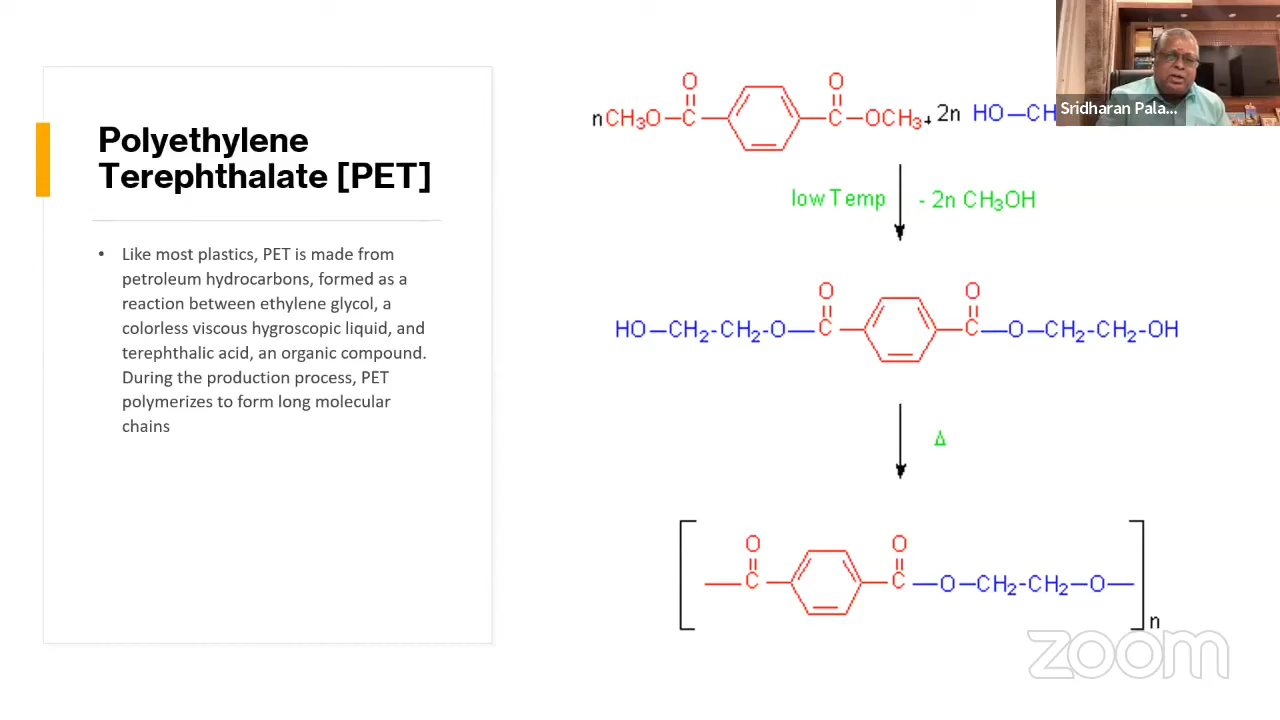 Polyethylene
Terephthalate [PET]
• Like most plastics, PET is made from
petroleum hydrocarbons, formed as a
reaction between ethylene glycol, a
colorless viscous hygroscopic liquid, and
terephthalic acid, an organic compound.
During the production process, PET
polymerizes to form long molecular
chains
O O
nCH₃O—C C—OCH₃ + 2n HO—CH
low Temp - 2n CH₃OH
O O
HO—CH₂-CH₂-O—C C—O—CH₂-CH₂-OH
Δ
O O
C C—O—CH₂-CH₂—O—
n
Sridharan Pala...
zoom